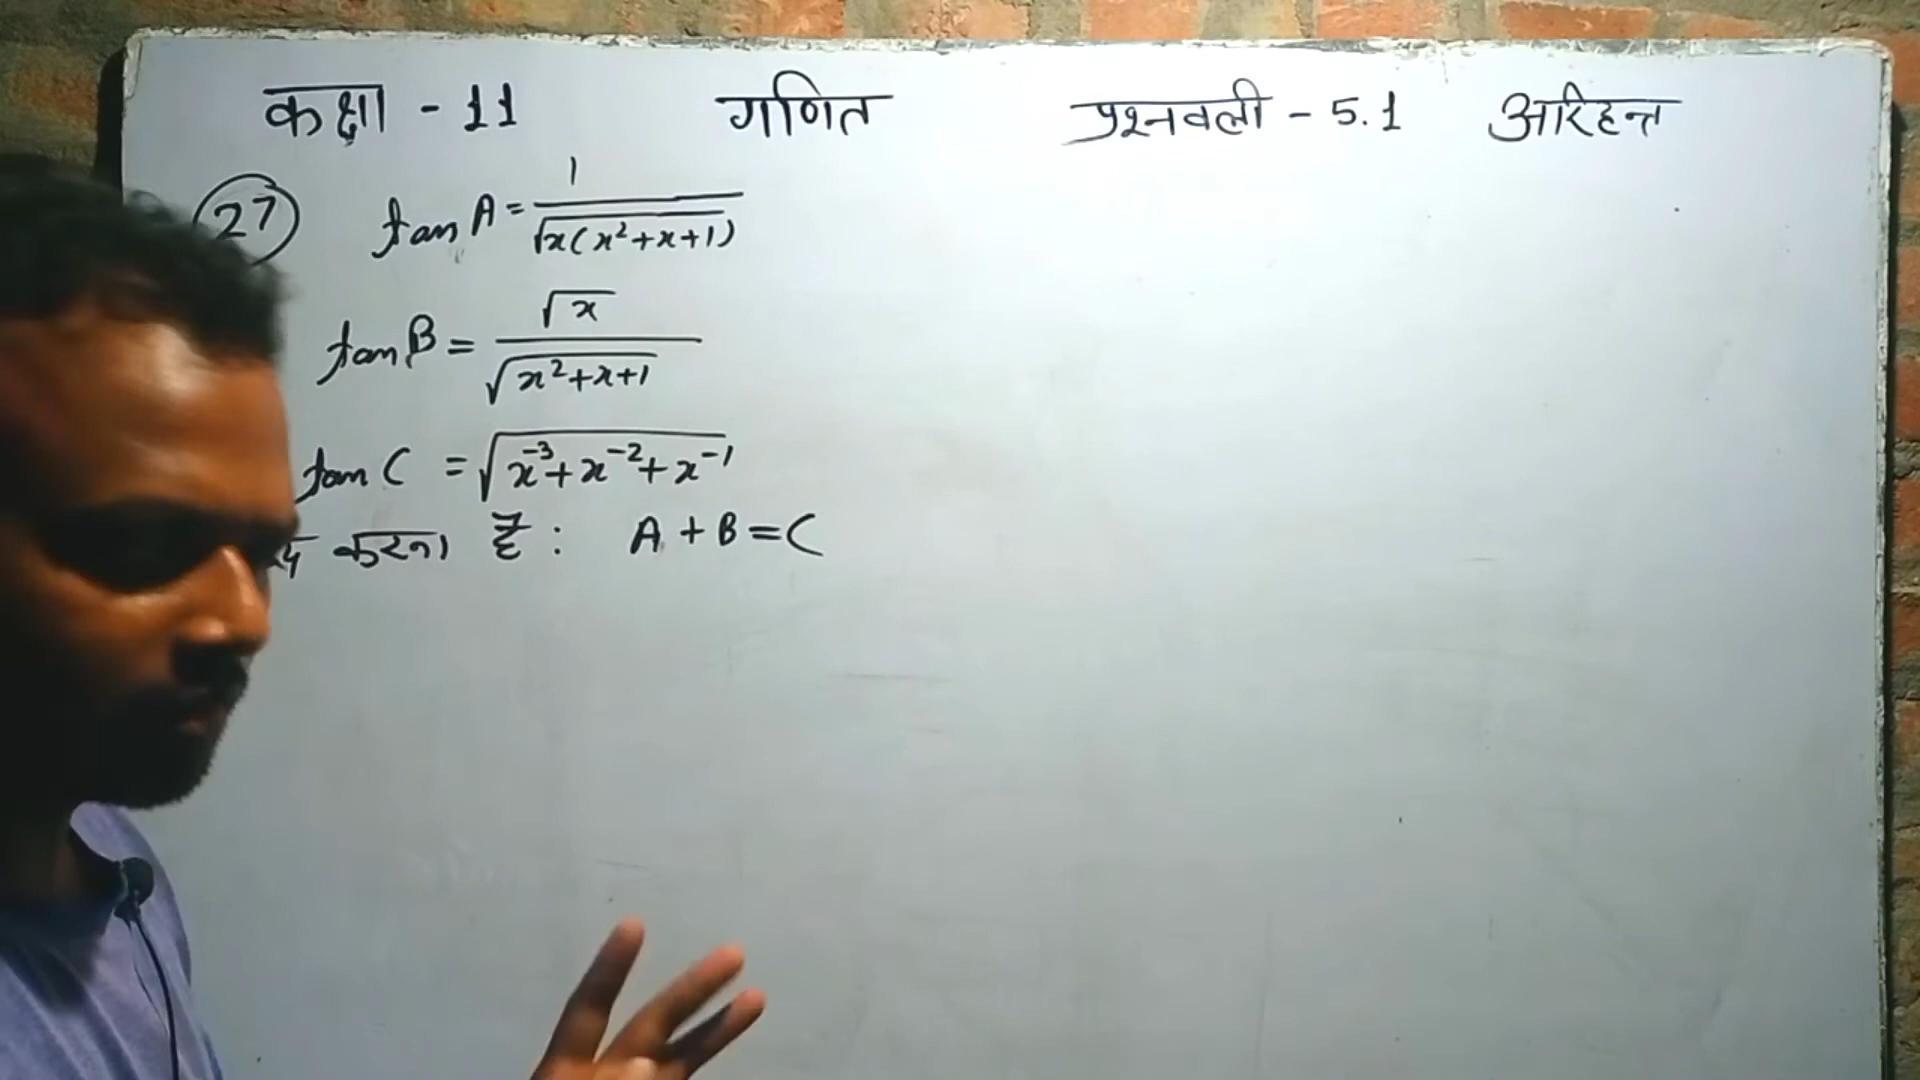 कक्षा - 11 गणित प्रश्नवली - 5.1 अरिहन्त
27 tan A = 1/√x(x²+x+1)
tan B = √x/√x²+x+1
tan C = √x⁻³+x⁻²+x⁻¹
करना है : A + B = C